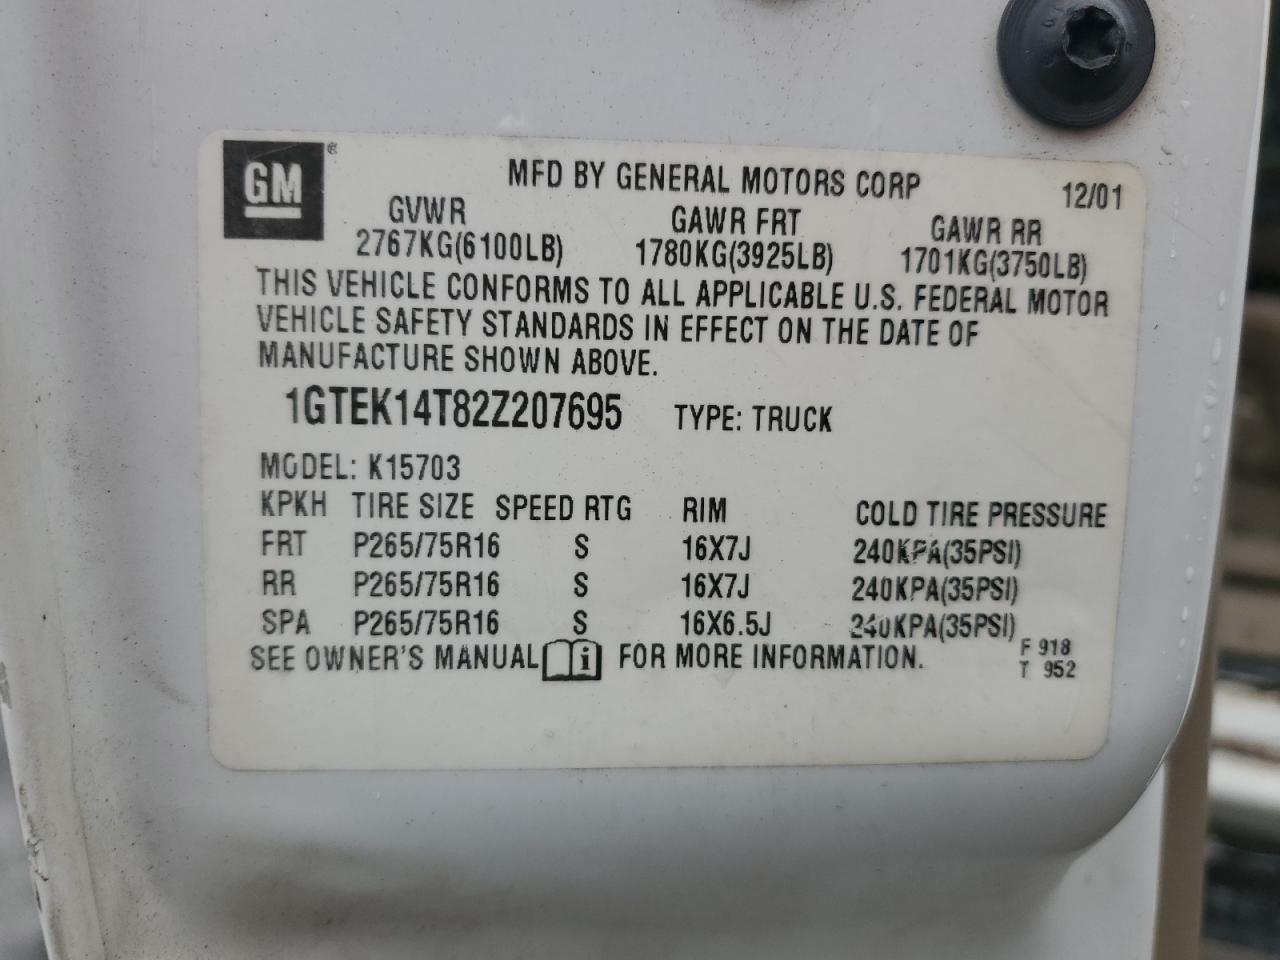 GM®
MFD BY GENERAL MOTORS CORP 12/01
GVWR GAWR FRT GAWR RR
2767KG(6100LB) 1780KG(3925LB) 1701KG(3750LB)
THIS VEHICLE CONFORMS TO ALL APPLICABLE U.S. FEDERAL MOTOR
VEHICLE SAFETY STANDARDS IN EFFECT ON THE DATE OF
MANUFACTURE SHOWN ABOVE.
1GTEK14T82Z207695 TYPE: TRUCK
MODEL: K15703
KPKH TIRE SIZE SPEED RTG RIM COLD TIRE PRESSURE
FRT P265/75R16 S 16X7J 240KPA(35PSI)
RR P265/75R16 S 16X7J 240KPA(35PSI)
SPA P265/75R16 S 16X6.5J 240KPA(35PSI)
SEE OWNER'S MANUAL i FOR MORE INFORMATION.
F 918
T 952